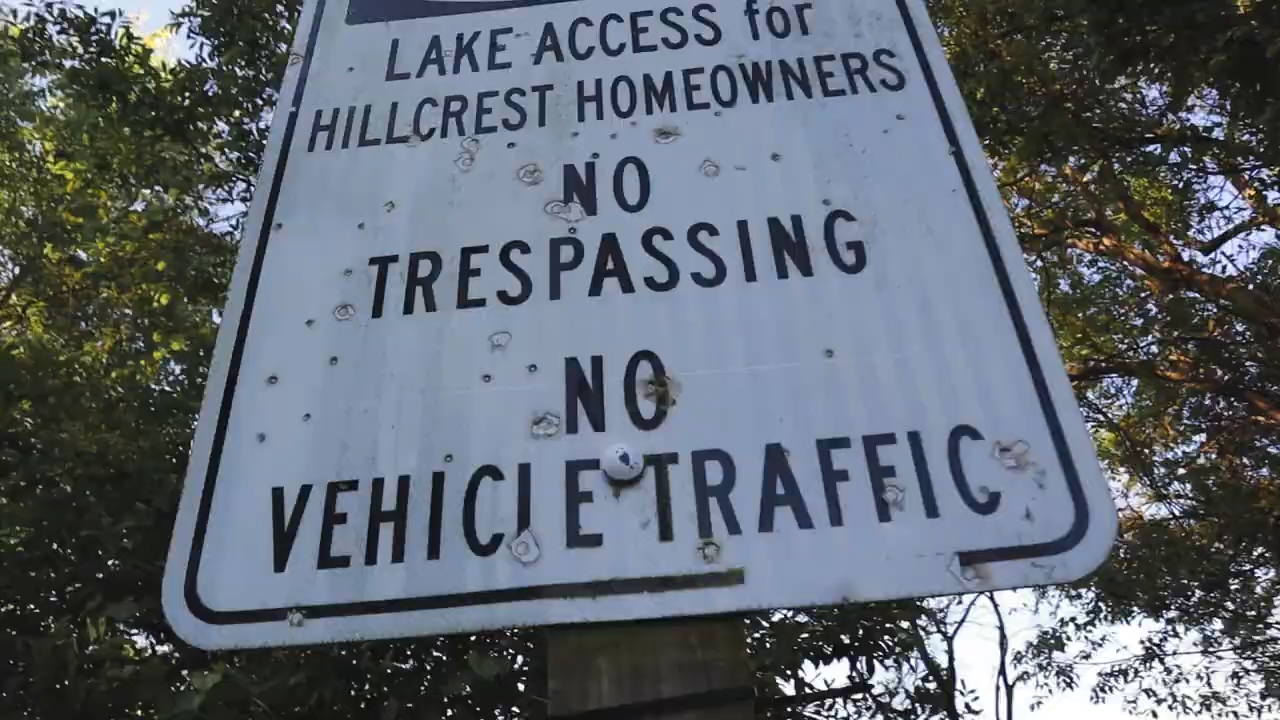 LAKE ACCESS for
HILLCREST HOMEOWNERS
NO
TRESPASSING
NO
VEHICLE TRAFFIC